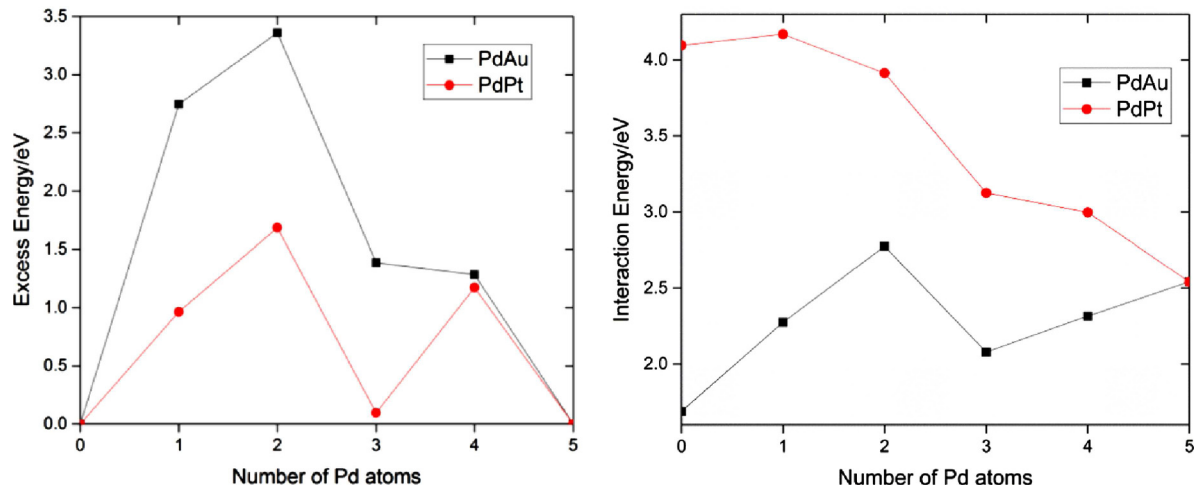 3.5
3.0
2.5
2.0
1.5
1.0
0.5
0.0
Excess Energy/eV
PdAu
PdPt
0 1 2 3 4 5
Number of Pd atoms
4.0
3.5
3.0
2.5
2.0
Interaction Energy/eV
PdAu
PdPt
0 1 2 3 4 5
Number of Pd atoms